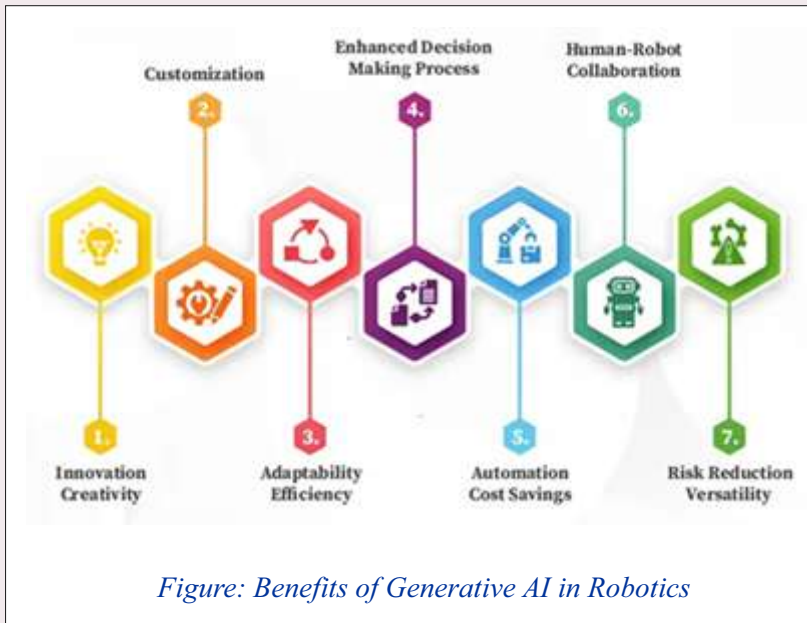 Enhanced Decision
Making Process
Human-Robot
Collaboration
Customization
2.
4.
6.
1.
3.
5.
7.
Innovation
Creativity
Adaptability
Efficiency
Automation
Cost Savings
Risk Reduction
Versatility
Figure: Benefits of Generative AI in Robotics